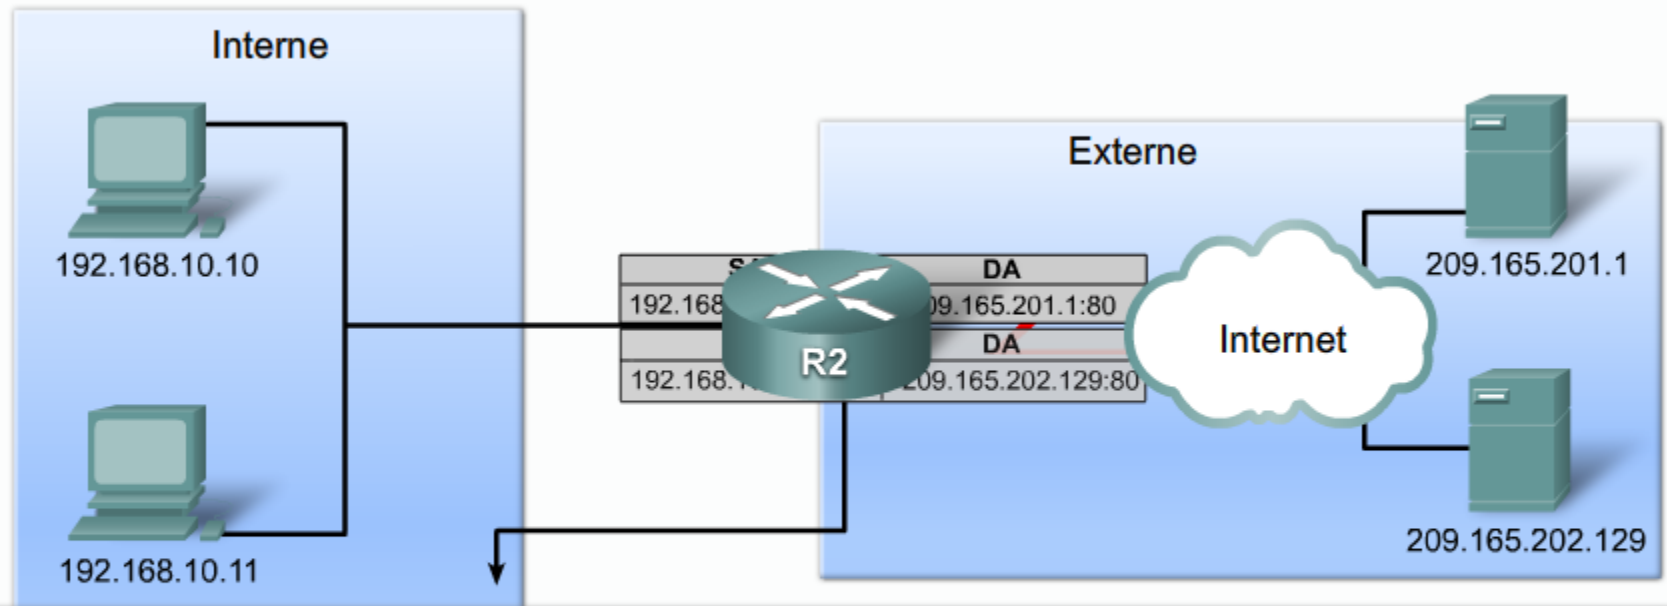 Interne
192.168.10.10
192.168.10.11
DA
192.168
09.165.201.1:80
DA
192.168.
209.165.202.129:80
R2
Externe
Internet
209.165.201.1
209.165.202.129